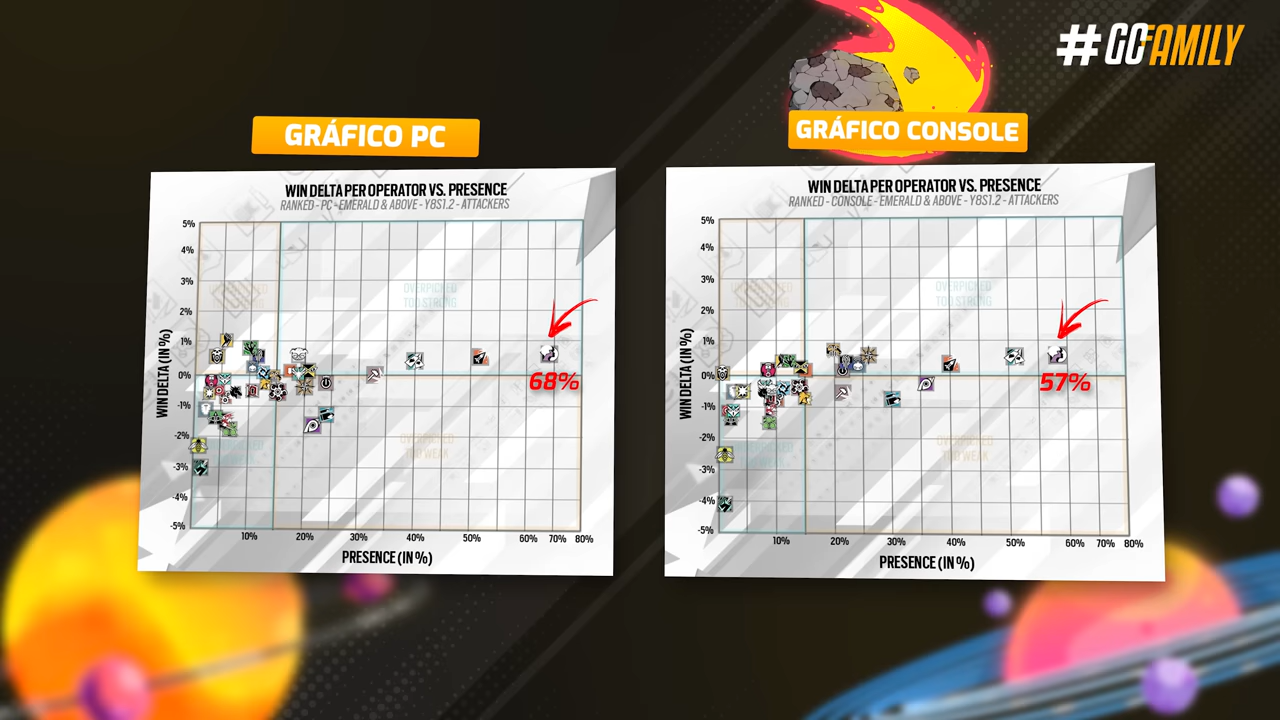 #GCFAMILY
GRÁFICO PC
WIN DELTA PER OPERATOR VS. PRESENCE
RANKED - PC - EMERALD & ABOVE - Y8S1.2 - ATTACKERS
5%
4%
3%
2%
1%
0%
-1%
-2%
-3%
-4%
-5%
WIN DELTA (IN %)
OVERPICKED
TOO STRONG
68%
OVERPICKED
TOO WEAK
10%
20%
30%
40%
50%
60%
70%
80%
PRESENCE (IN %)
GRÁFICO CONSOLE
WIN DELTA PER OPERATOR VS. PRESENCE
RANKED - CONSOLE - EMERALD & ABOVE - Y8S1.2 - ATTACKERS
5%
4%
3%
2%
1%
0%
-1%
-2%
-3%
-4%
-5%
WIN DELTA (IN %)
OVERPICKED
TOO STRONG
57%
OVERPICKED
TOO WEAK
10%
20%
30%
40%
50%
60%
70%
80%
PRESENCE (IN %)